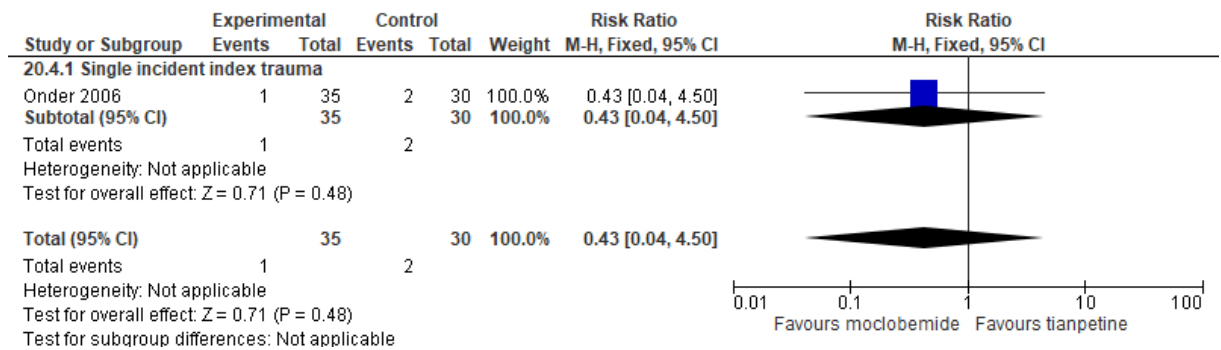 Experimental Control Risk Ratio Risk Ratio
Study or Subgroup Events Total Events Total Weight M-H, Fixed, 95% CI M-H, Fixed, 95% CI
20.4.1 Single incident index trauma
Onder 2006 1 35 2 30 100.0% 0.43 [0.04, 4.50]
Subtotal (95% CI) 35 30 100.0% 0.43 [0.04, 4.50]
Total events 1 2
Heterogeneity: Not applicable
Test for overall effect: Z = 0.71 (P = 0.48)
Total (95% CI) 35 30 100.0% 0.43 [0.04, 4.50]
Total events 1 2
Heterogeneity: Not applicable
Test for overall effect: Z = 0.71 (P = 0.48)
Test for subgroup differences: Not applicable
0.01 0.1 1 10 100
Favours moclobemide Favours tianpetine